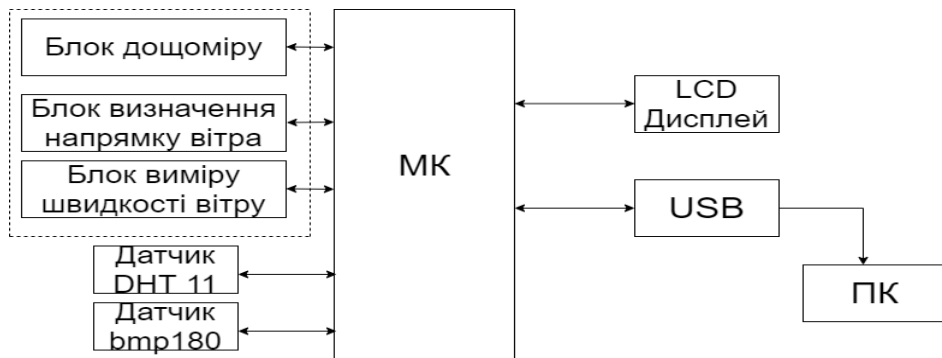 Блок дощоміру
Блок визначення
напрямку вітра
Блок виміру
швидкості вітру
Датчик
DHT 11
Датчик
bmp180
МК
LCD
Дисплей
USB
ПК